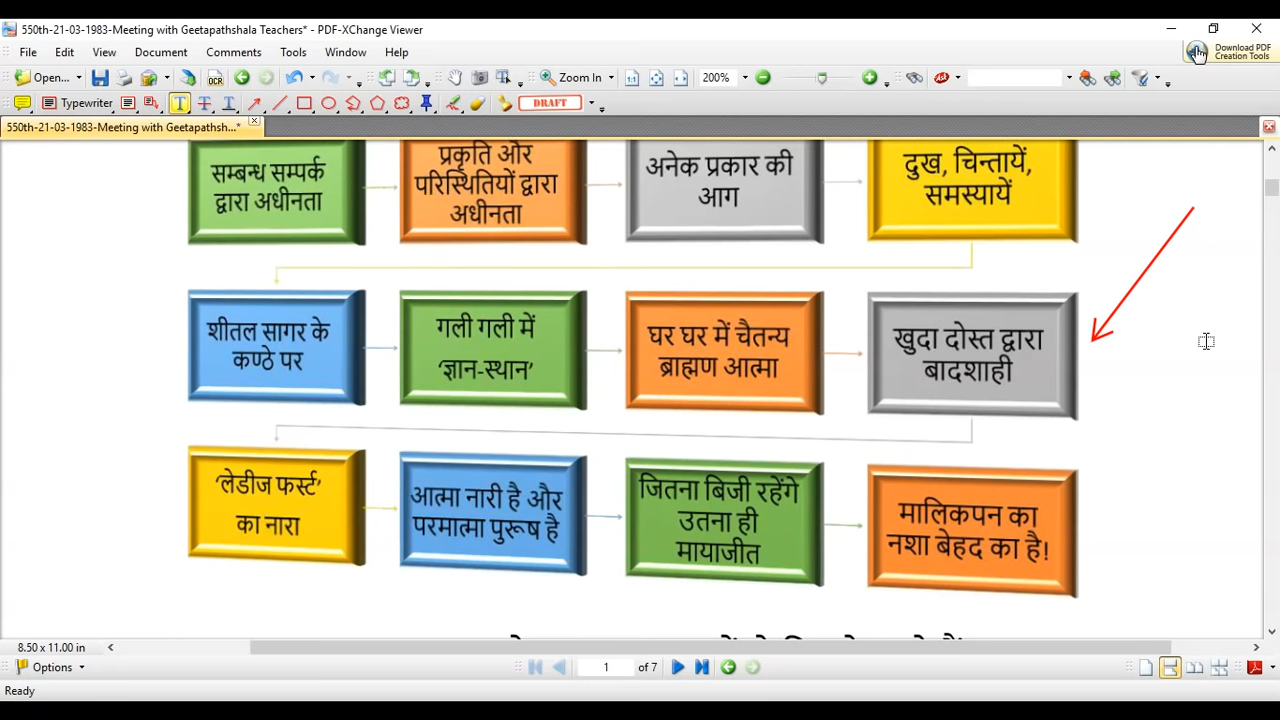 550th-21-03-1983-Meeting with Geetapathshala Teachers* - PDF-XChange Viewer
File Edit View Document Comments Tools Window Help
Download PDF
Creation Tools
Open... OCR Zoom In 200%
Typewriter DRAFT
550th-21-03-1983-Meeting with Geetapathsh...*
सम्बन्ध सम्पर्क
द्वारा अधीनता
प्रकृति और
परिस्थितियों द्वारा
अधीनता
अनेक प्रकार की
आग
दुख, चिन्तायें,
समस्यायें
शीतल सागर के
कण्ठे पर
गली गली में
‘ज्ञान-स्थान’
घर घर में चैतन्य
ब्राह्मण आत्मा
खुदा दोस्त द्वारा
बादशाही
‘लेडीज फर्स्ट’
का नारा
आत्मा नारी है और
परमात्मा पुरूष है
जितना बिजी रहेंगे
उतना ही
मायाजीत
मालिकपन का
नशा बेहद का है!
8.50 x 11.00 in
Options 1 of 7
Ready